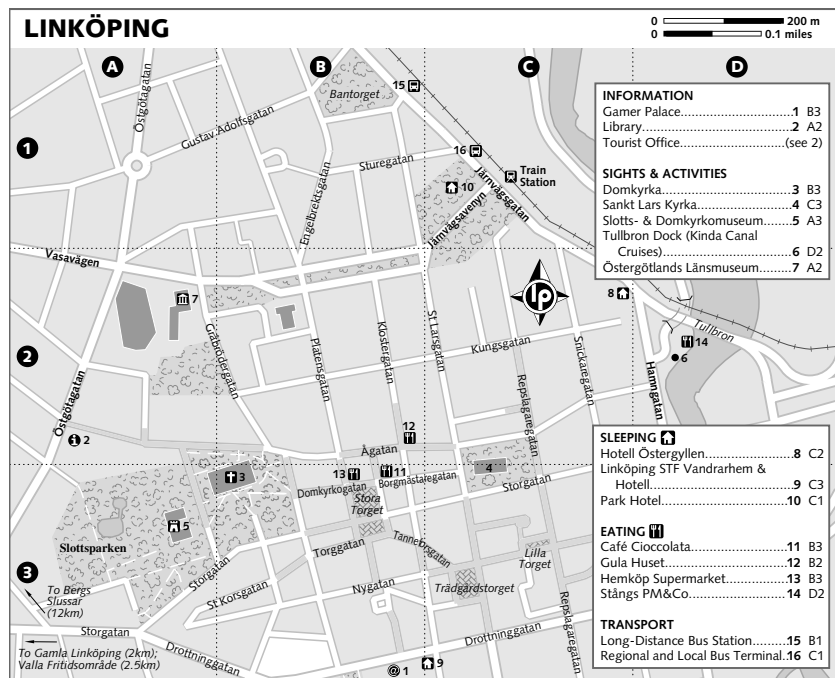 LINKÖPING
0 200 m
0 0.1 miles
A
B
C
D
1
2
3
INFORMATION
Gamer Palace..............................1 B3
Library..........................................2 A2
Tourist Office............................(see 2)
SIGHTS & ACTIVITIES
Domkyrka....................................3 B3
Sankt Lars Kyrka..........................4 C3
Slotts- & Domkyrkomuseum......5 A3
Tullbron Dock (Kinda Canal
Cruises)....................................6 D2
Östergötlands Länsmuseum........7 A2
SLEEPING
Hotell Östergyllen........................8 C2
Linköping STF Vandrarhem &
Hotell.......................................9 C3
Park Hotel..................................10 C1
EATING
Café Cioccolata..........................11 B3
Gula Huset.................................12 B2
Hemköp Supermarket................13 B3
Stångs PM&Co...........................14 D2
TRANSPORT
Long-Distance Bus Station.........15 B1
Regional and Local Bus Terminal.16 C1
Östgötagatan
Gustav Adolfsgatan
Bantorget
15
16
Train
Station
Sturegatan
10
Järnvägsgatan
Järnvägsavenyn
Engelbrektsgatan
Vasavägen
7
lp
8
Tullbron
14
6
Gråbrödergatan
Platensgatan
Klostergatan
St Larsgatan
Kungsgatan
Repslagaregatan
Snickaregatan
Hamngatan
Östgötagatan
2
12
Ågatan
3
13
11
4
Domkyrkogatan
Borgmästaregatan
Storgatan
Stora
Torget
5
Slottsparken
Torggatan
Tannefbrsgatan
Lilla
Torget
Storgatan
St Korsgatan
Nygatan
Trädgårdstorget
Repslagaregatan
To Bergs
Slussar
(12km)
Storgatan
Drottninggatan
Drottninggatan
To Gamla Linköping (2km);
Valla Fritidsområde (2.5km)
@ 1
9